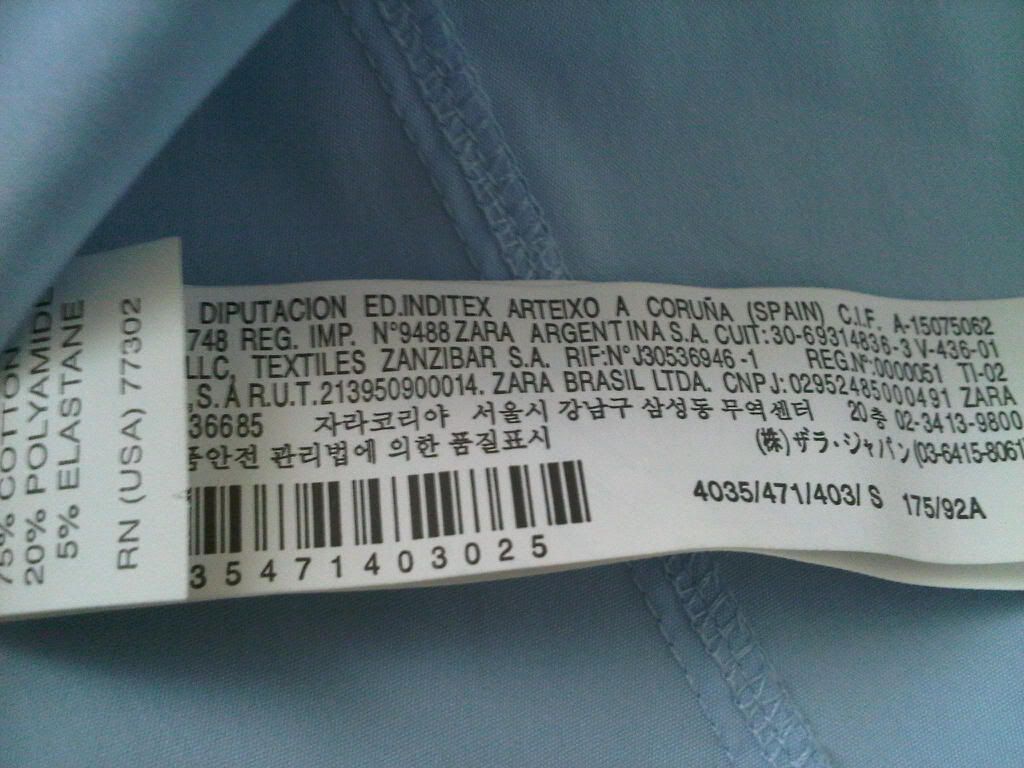 75% COTTON
20% POLYAMIDE
5% ELASTANE
RN (USA) 77302
DIPUTACION ED.INDITEX ARTEIXO A CORUÑA (SPAIN) C.I.F. A-15075062
748 REG. IMP. N°9488 ZARA ARGENTINA S.A. CUIT:30-69314836-3 V-436-01
LLC, TEXTILES ZANZIBAR S.A. RIF:N°J30536946-1 REG.N°:0000051 TI-02
,S.A R.U.T.213950900014. ZARA BRASIL LTDA. CNPJ:02952485000491 ZARA
36685 자라코리아 서울시 강남구 삼성동 무역센터 20층 02-3413-9800
품안전 관리법에 의한 품질표시 (株)ザラ・ジャパン(03-6415-8061
4035/471/403/ S 175/92A
35471403025